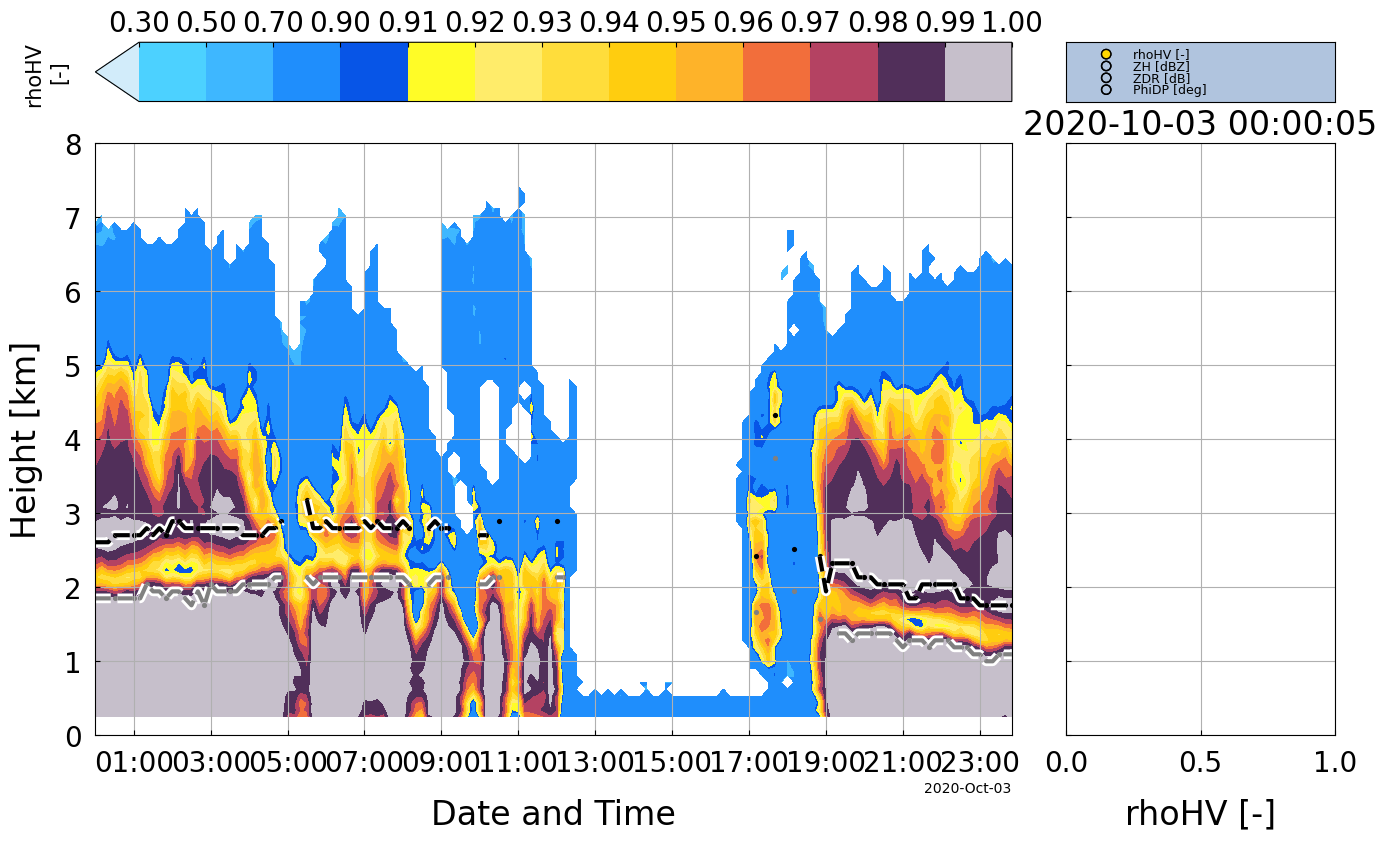 0.30 0.50 0.70 0.90 0.91 0.92 0.93 0.94 0.95 0.96 0.97 0.98 0.99 1.00
rhoHV
[-]
rhoHV [-]
ZH [dBZ]
ZDR [dB]
PhiDP [deg]
2020-10-03 00:00:05
8
7
6
5
4
3
2
1
0
Height [km]
01:00 03:00 05:00 07:00 09:00 11:00 13:00 15:00 17:00 19:00 21:00 23:00
2020-Oct-03
Date and Time
0.0 0.5 1.0
rhoHV [-]